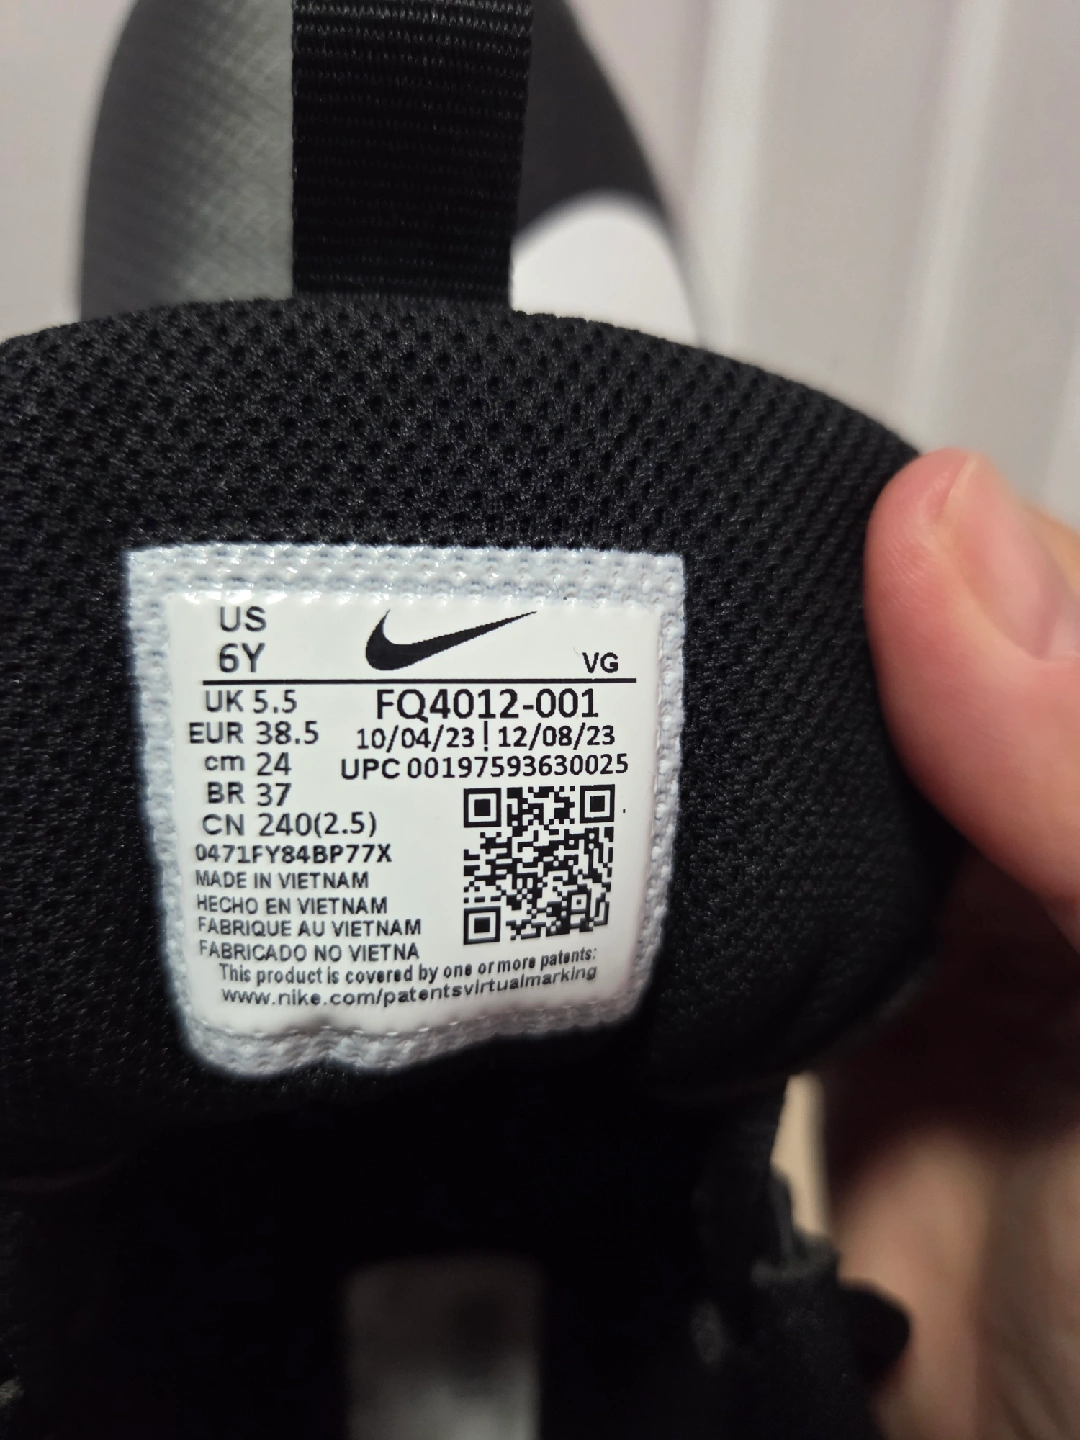 US
6Y
VG
UK 5.5
EUR 38.5
cm 24
BR 37
CN 240(2.5)
FQ4012-001
10/04/23 | 12/08/23
UPC 00197593630025
0471FY84BP77X
MADE IN VIETNAM
HECHO EN VIETNAM
FABRIQUE AU VIETNAM
FABRICADO NO VIETNA
This product is covered by one or more patents:
www.nike.com/patentsvirtualmarking